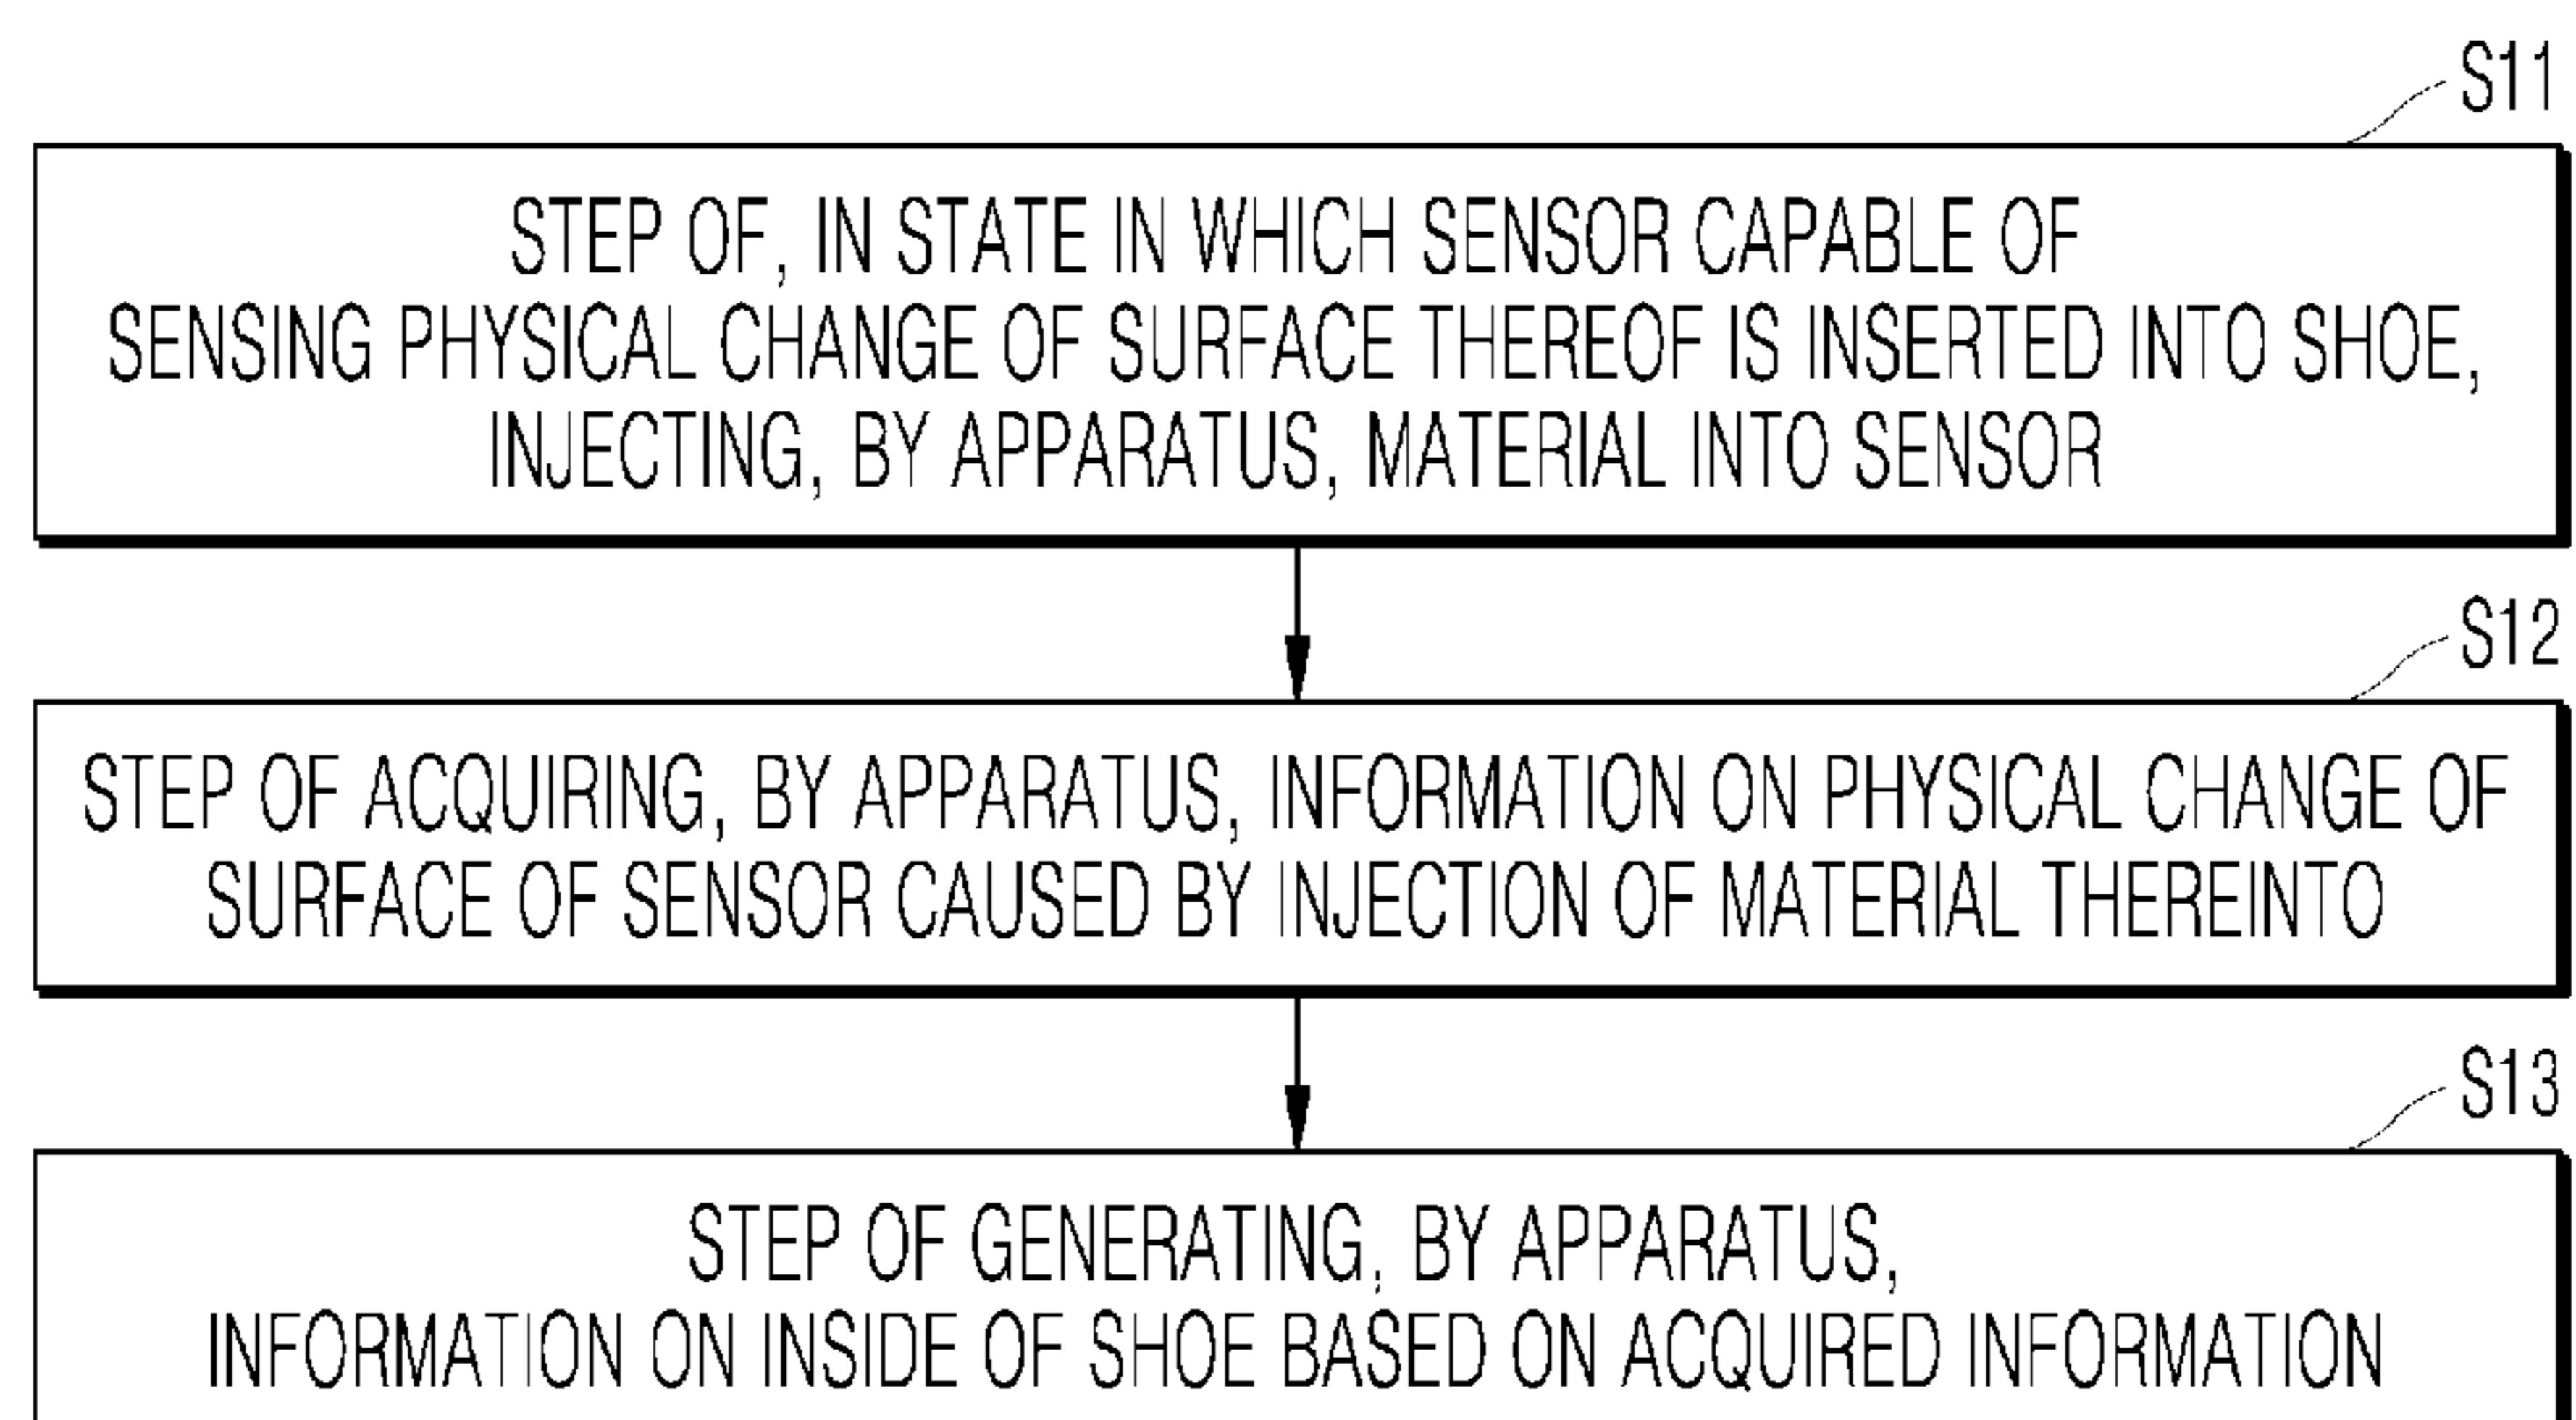 S11
STEP OF, IN STATE IN WHICH SENSOR CAPABLE OF
SENSING PHYSICAL CHANGE OF SURFACE THEREOF IS INSERTED INTO SHOE,
INJECTING, BY APPARATUS, MATERIAL INTO SENSOR
S12
STEP OF ACQUIRING, BY APPARATUS, INFORMATION ON PHYSICAL CHANGE OF
SURFACE OF SENSOR CAUSED BY INJECTION OF MATERIAL THEREINTO
S13
STEP OF GENERATING, BY APPARATUS,
INFORMATION ON INSIDE OF SHOE BASED ON ACQUIRED INFORMATION